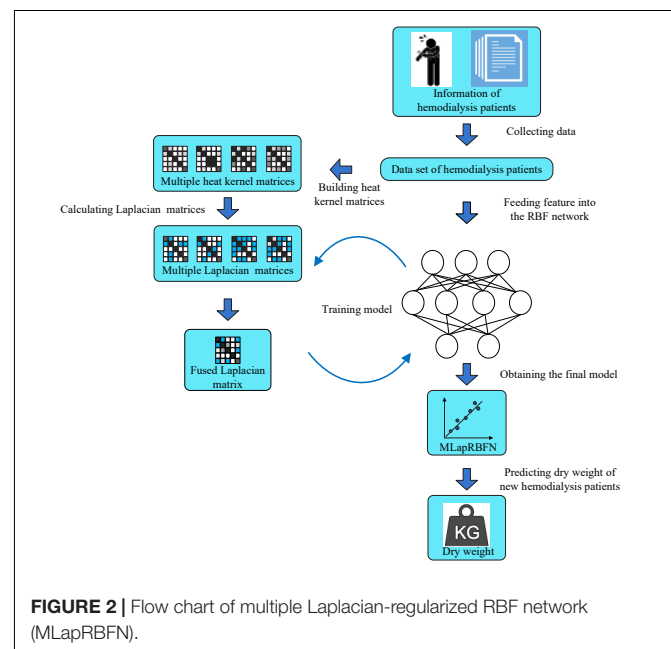 Information of
hemodialysis patients
Collecting data
Data set of hemodialysis patients
Building heat
kernel matrices
Multiple heat kernel matrices
Calculating Laplacian matrices
Multiple Laplacian matrices
Fused Laplacian
matrix
Feeding feature into
the RBF network
Training model
Obtaining the final model
MLapRBFN
Predicting dry weight of
new hemodialysis patients
KG
Dry weight
FIGURE 2 | Flow chart of multiple Laplacian-regularized RBF network
(MLapRBFN).